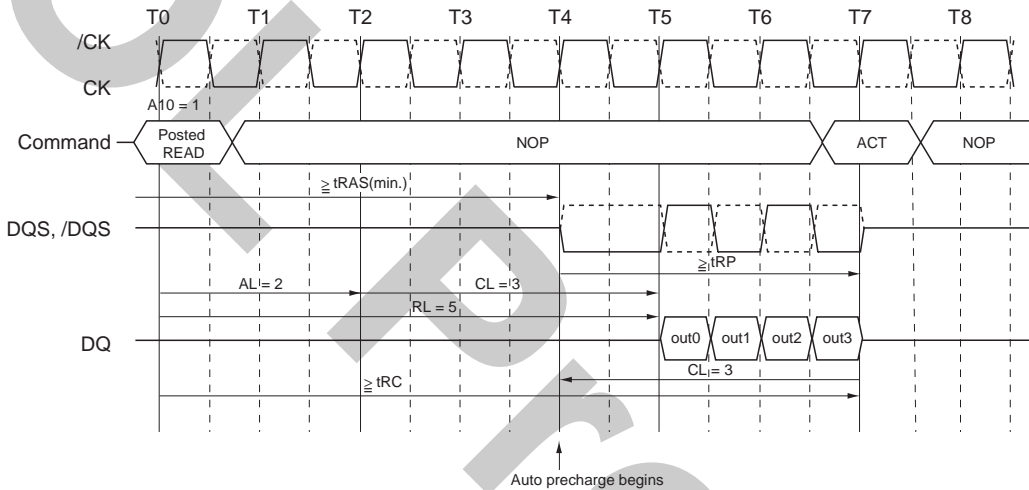 T0 T1 T2 T3 T4 T5 T6 T7 T8
/CK
CK
A10 = 1
Command
Posted
READ
NOP
ACT
NOP
≧ tRAS(min.)
DQS, /DQS
≧ tRP
AL = 2
CL = 3
RL = 5
DQ
out0 out1 out2 out3
CL = 3
≧ tRC
Auto precharge begins